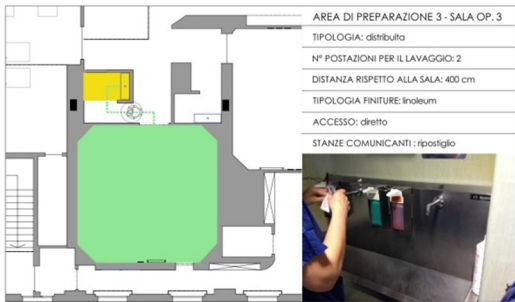 AREA DI PREPARAZIONE 3 - SALA OP. 3
TIPOLOGIA: distribuita
N° POSTAZIONI PER IL LAVAGGIO: 2
DISTANZA RISPETTO ALLA SALA: 400 cm
TIPOLOGIA FINITURE: linoleum
ACCESSO: diretto
STANZE COMUNICANTI : ripostiglio